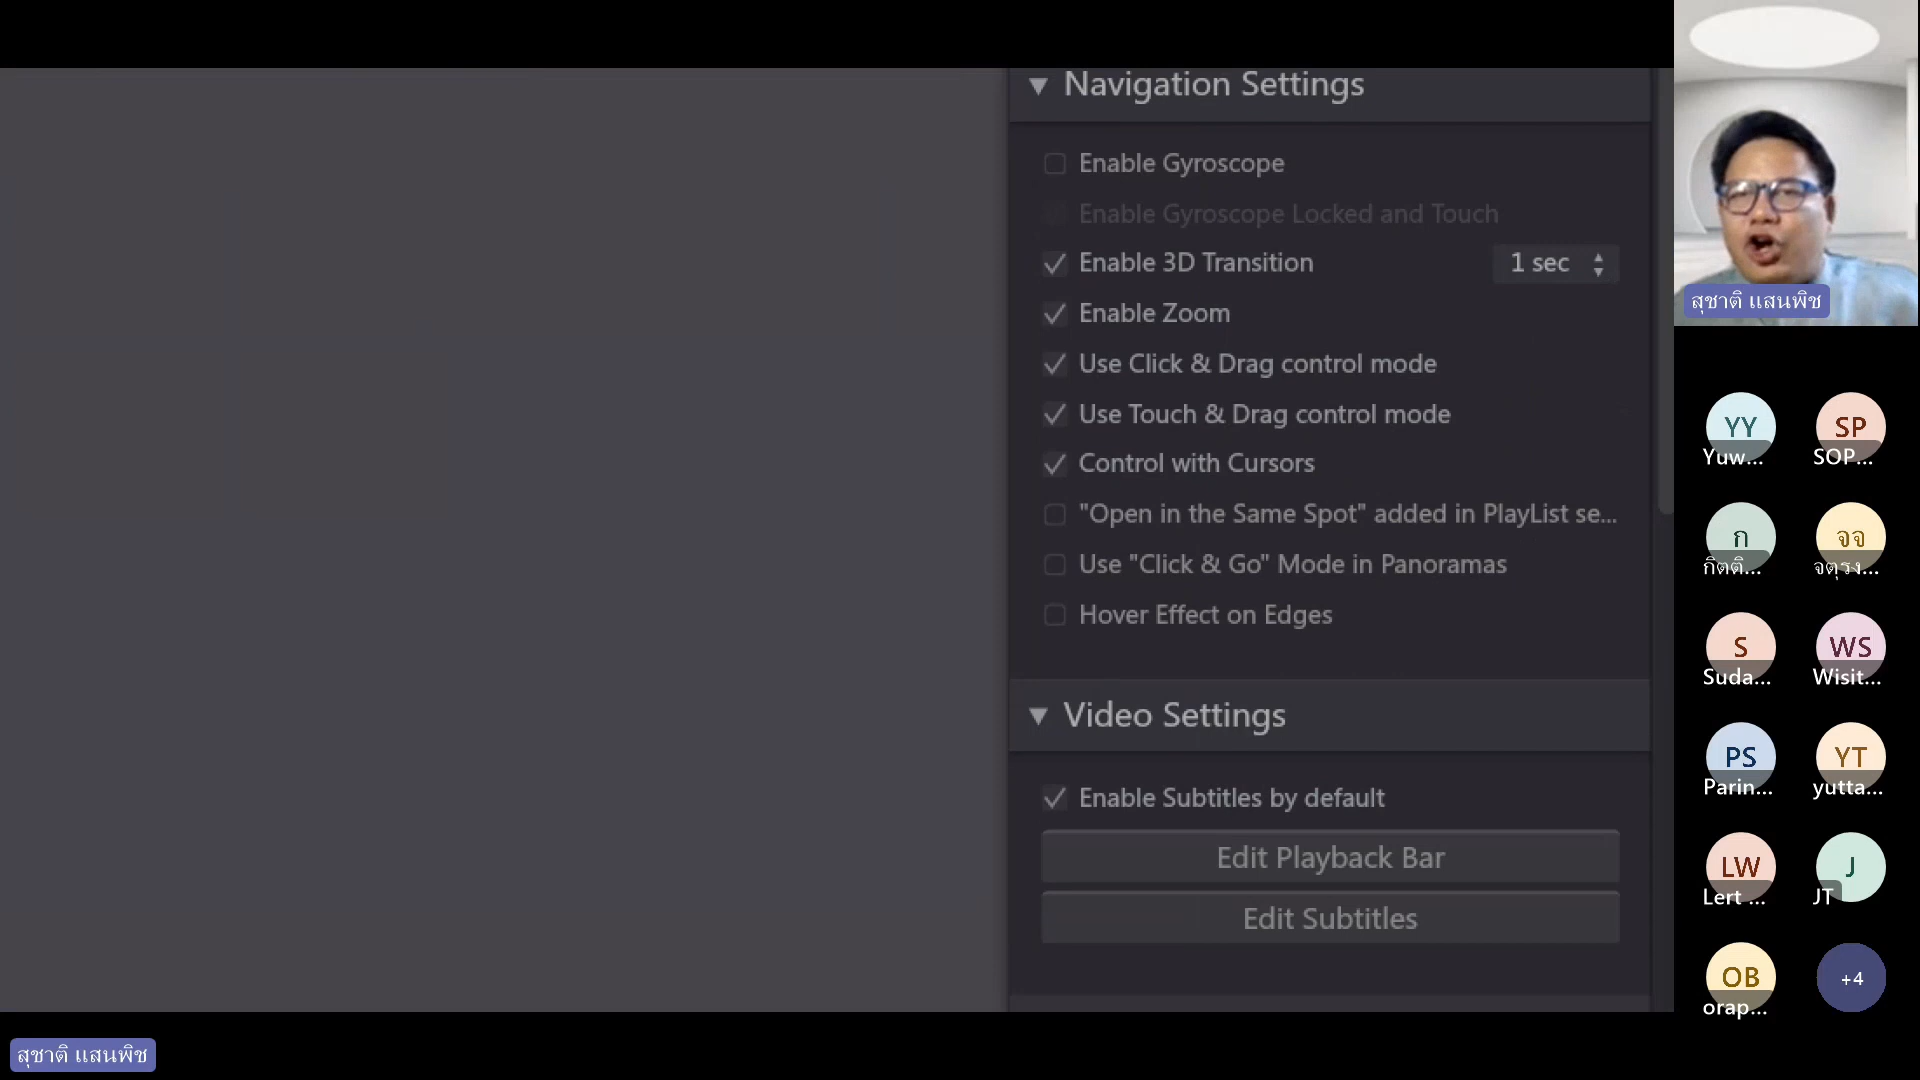 Navigation Settings
Enable Gyroscope
Enable Gyroscope Locked and Touch
Enable 3D Transition 1 sec
Enable Zoom
Use Click & Drag control mode
Use Touch & Drag control mode
Control with Cursors
"Open in the Same Spot" added in PlayList se...
Use "Click & Go" Mode in Panoramas
Hover Effect on Edges
Video Settings
Enable Subtitles by default
Edit Playback Bar
Edit Subtitles
สุชาติ แสนพิช
YY SP
Yuw... SOP...
ก จจ
กิตติ... จตุรง...
S WS
Suda... Wisit...
PS YT
Parin... yutta...
LW J
Lert ... JT
OB +4
orap...
สุชาติ แสนพิช